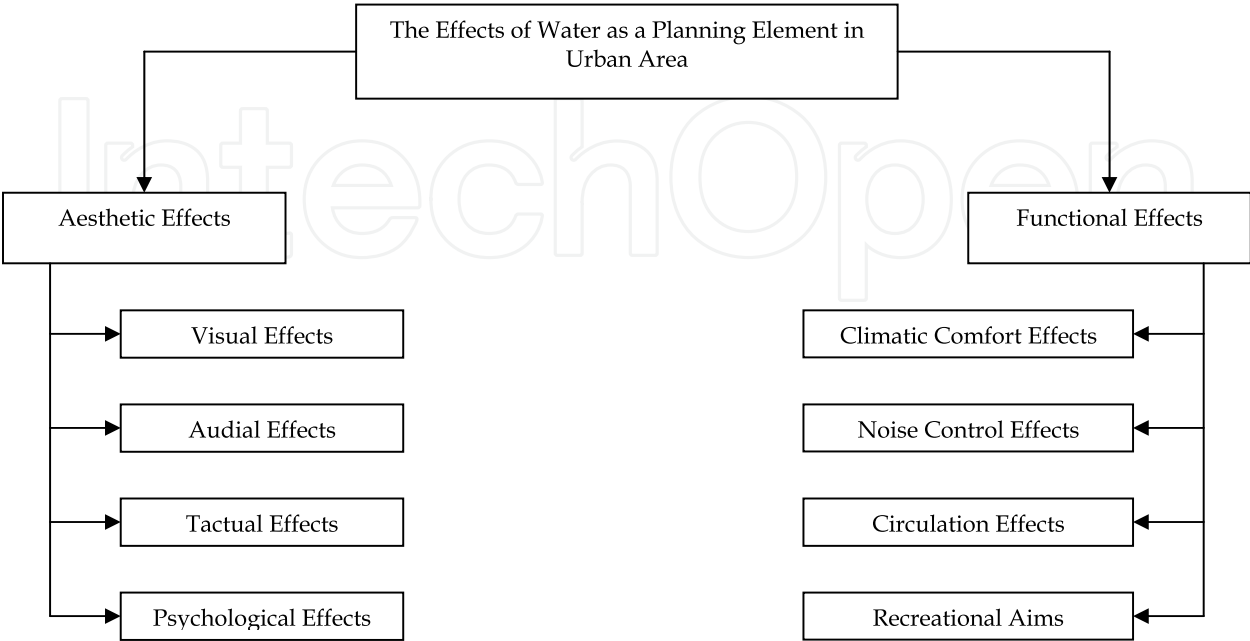 The Effects of Water as a Planning Element in
Urban Area
Aesthetic Effects
Visual Effects
Audial Effects
Tactual Effects
Psychological Effects
Functional Effects
Climatic Comfort Effects
Noise Control Effects
Circulation Effects
Recreational Aims
IntechOpen